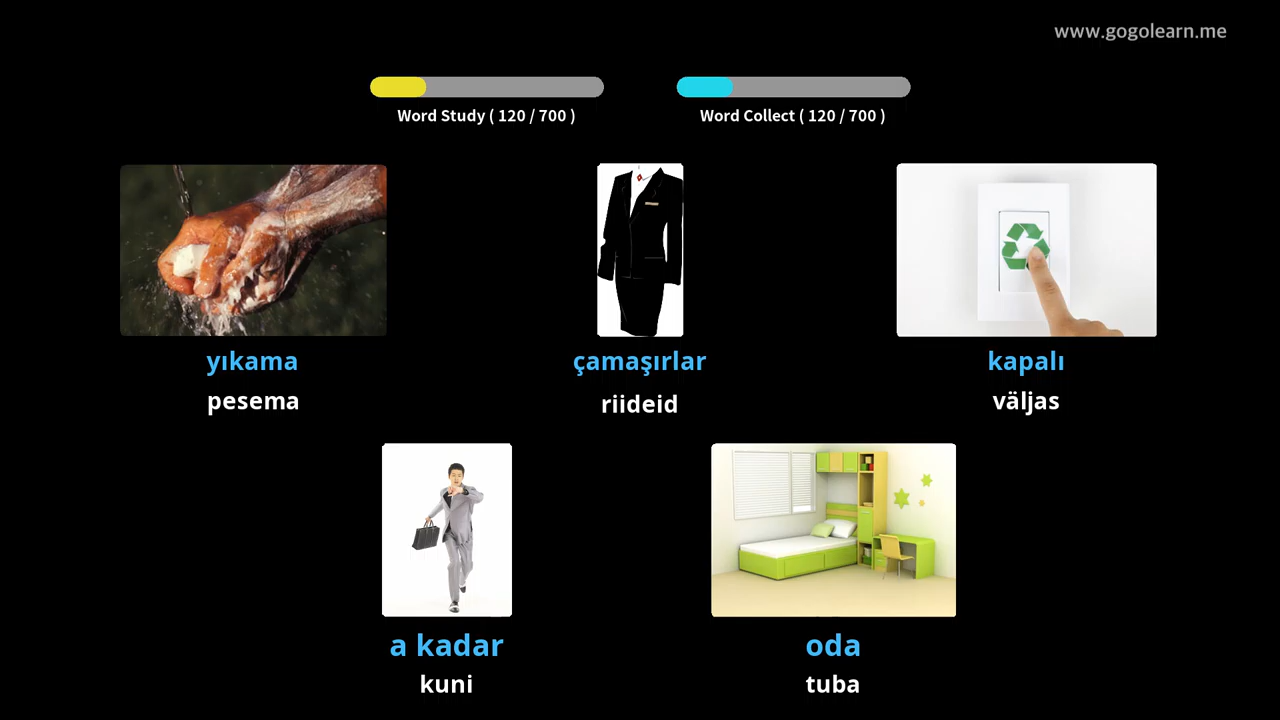 www.gogolearn.me
Word Study ( 120 / 700 )
Word Collect ( 120 / 700 )
yıkama
pesema
çamaşırlar
riideid
kapalı
väljas
a kadar
kuni
oda
tuba